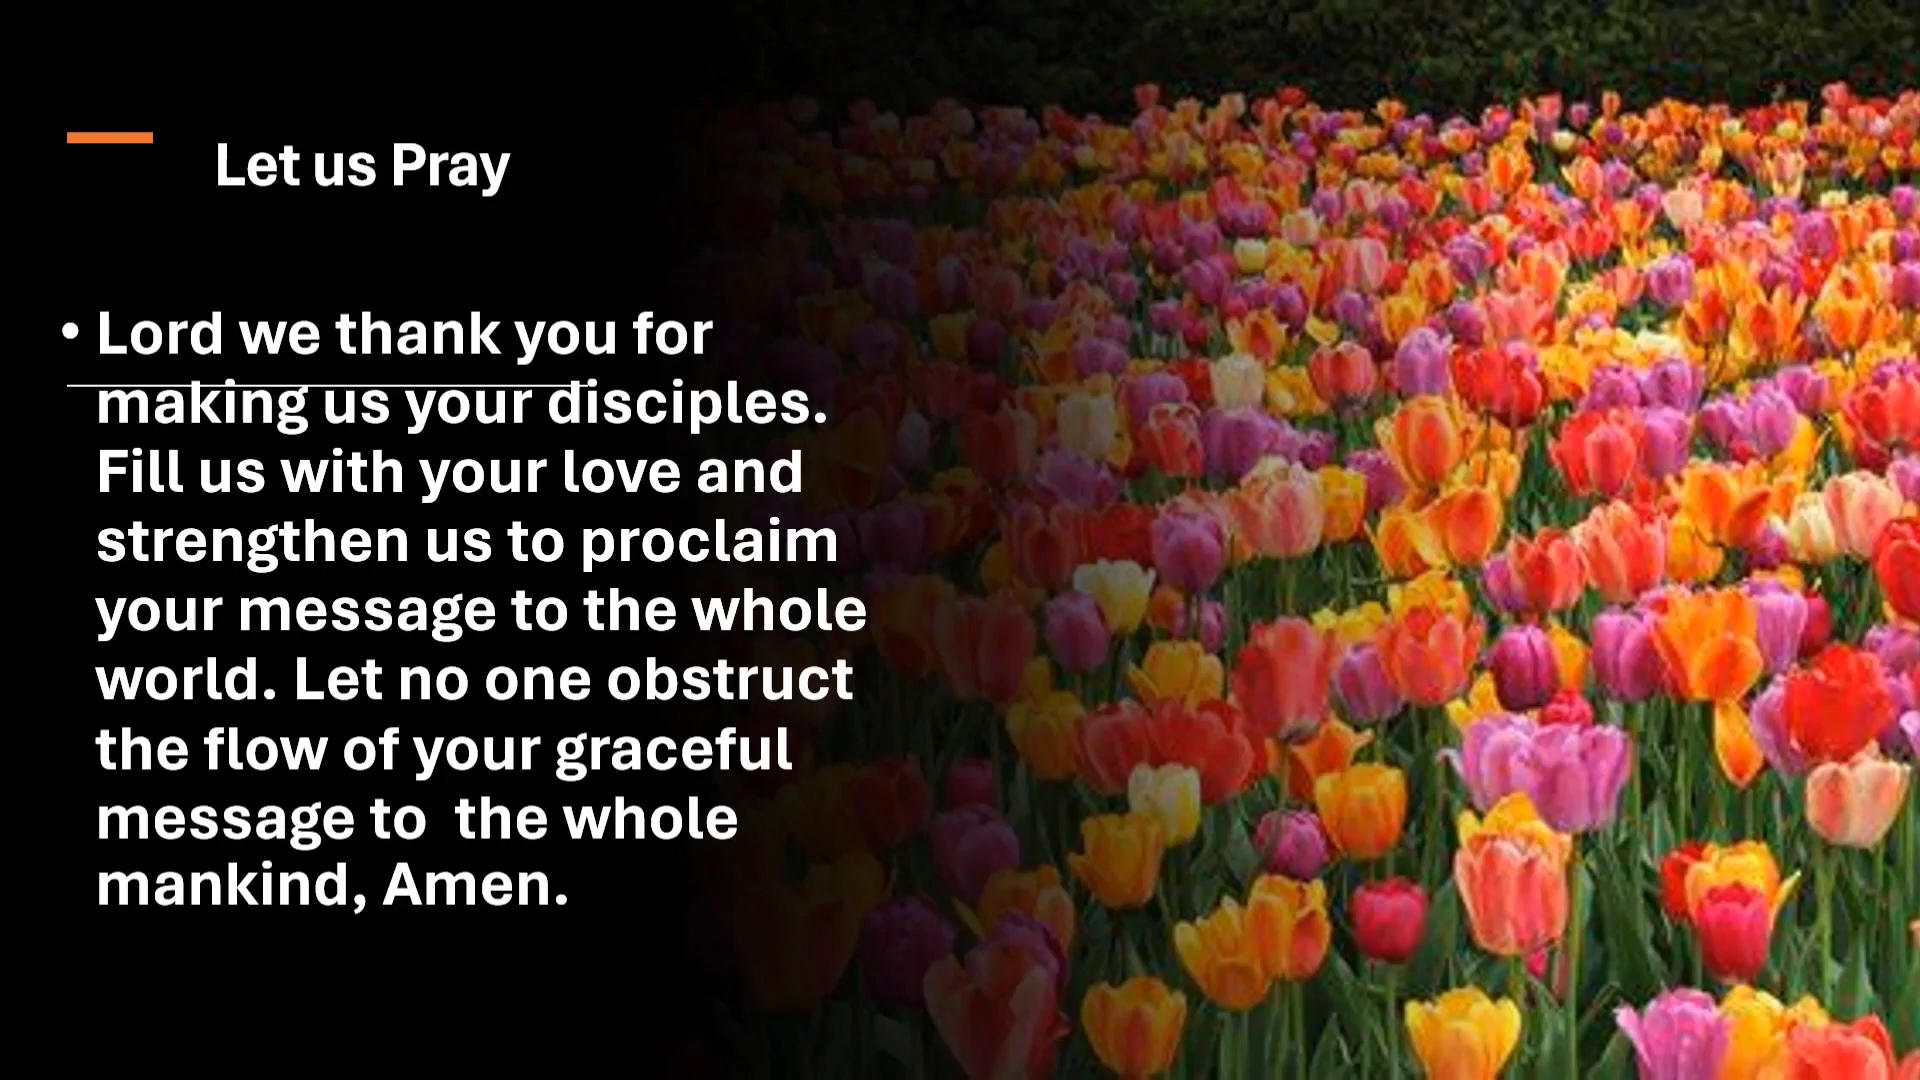 Let us Pray
• Lord we thank you for
making us your disciples.
Fill us with your love and
strengthen us to proclaim
your message to the whole
world. Let no one obstruct
the flow of your graceful
message to  the whole
mankind, Amen.